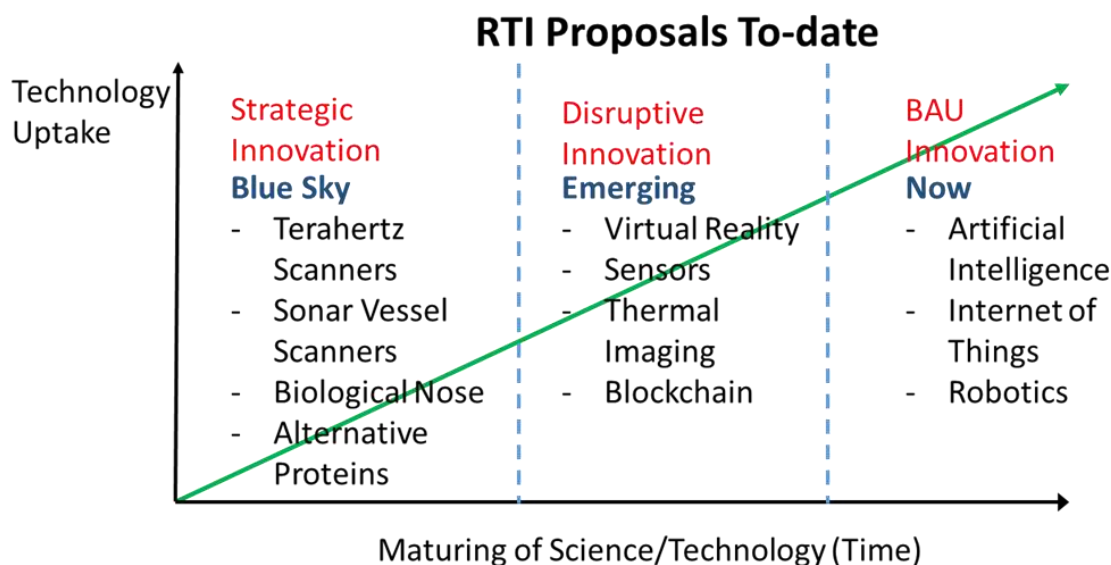 RTI Proposals To-date
Technology
Uptake
Strategic
Innovation
Blue Sky
- Terahertz
Scanners
- Sonar Vessel
Scanners
- Biological Nose
- Alternative
Proteins
Disruptive
Innovation
Emerging
- Virtual Reality
- Sensors
- Thermal
Imaging
- Blockchain
BAU
Innovation
Now
- Artificial
Intelligence
- Internet of
Things
- Robotics
Maturing of Science/Technology (Time)